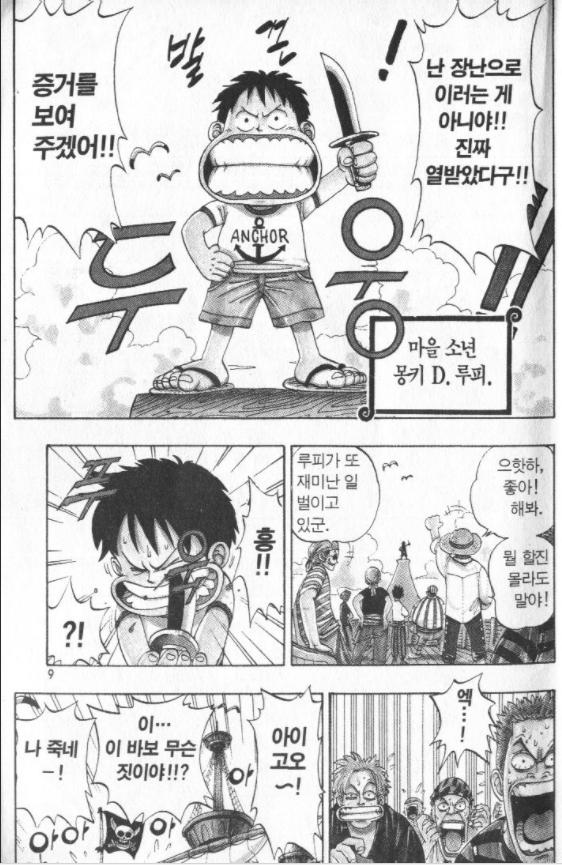 발끈!
난 장난으로
이러는 게
아니야!!
진짜
열받았다구!!
증거를
보여
주겠어!!
ANCHOR
두웅!!
마을 소년
몽키 D. 루피.
으핫하,
좋아!
해봐.
뭘 할진
몰라도
말야!
루피가 또
재미난 일
벌이고
있군.
흥
!!
푸욱
?!
9
엑
…
!
아이
고오
~!
이…
이 바보 무슨
짓이야!!?
나 죽네
–!
아아아아